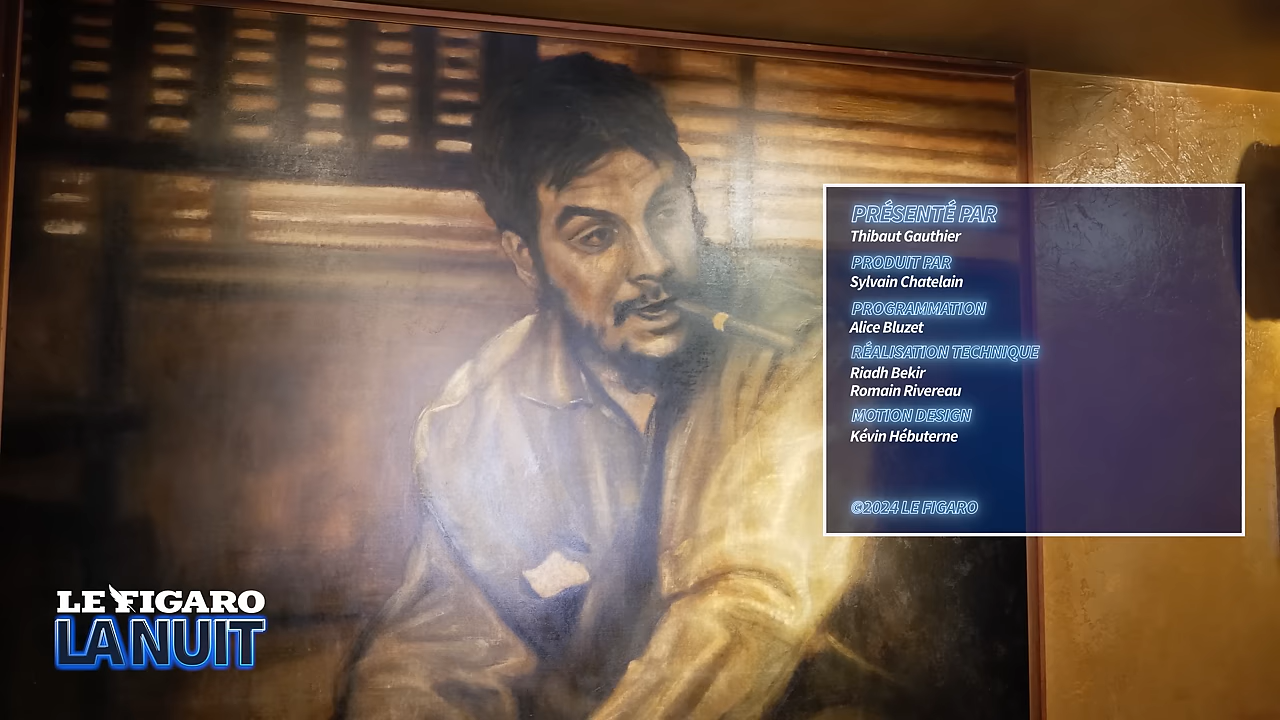 PRÉSENTÉ PAR
Thibaut Gauthier
PRODUIT PAR
Sylvain Chatelain
PROGRAMMATION
Alice Bluzet
RÉALISATION TECHNIQUE
Riadh Bekir
Romain Rivereau
MOTION DESIGN
Kévin Hébuterne
©2024 LE FIGARO
LE FIGARO
LA NUIT